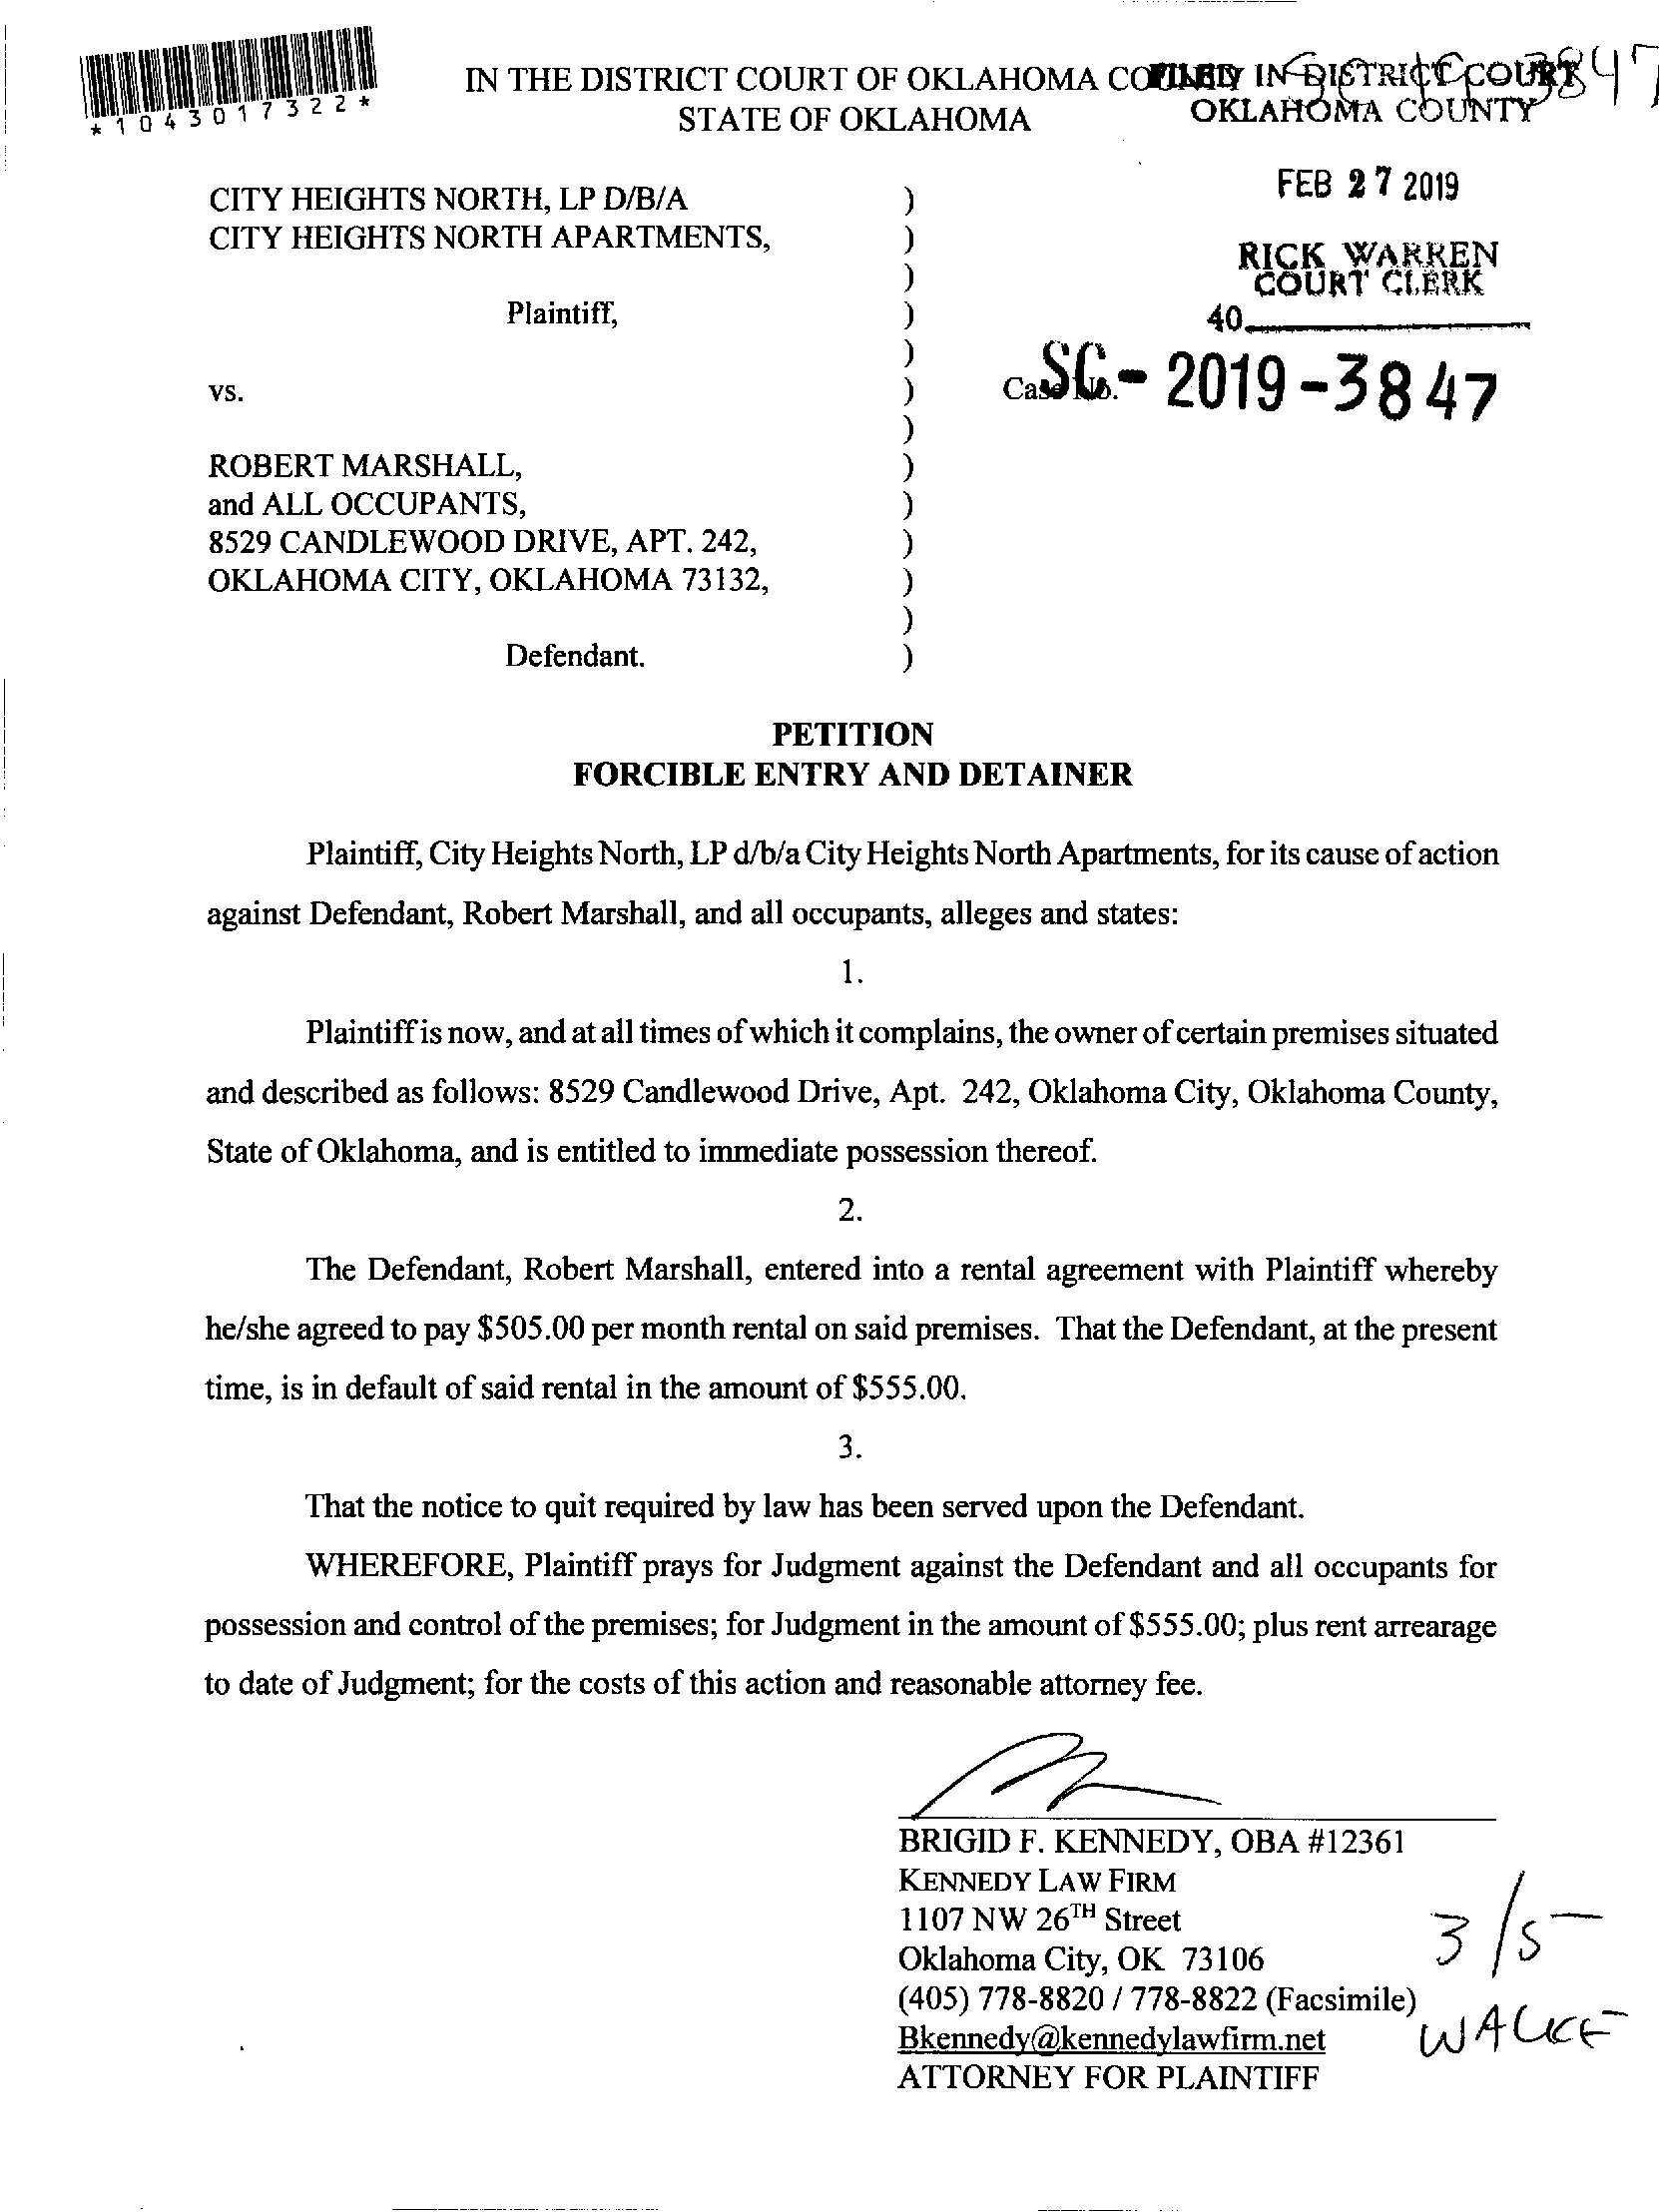 *1043017322*
IN THE DISTRICT COURT OF OKLAHOMA COUNTY
STATE OF OKLAHOMA
FILED IN DISTRICT COURT
OKLAHOMA COUNTY
3847
FEB 27 2019
RICK WARREN
COURT CLERK
40
CITY HEIGHTS NORTH, LP D/B/A )
CITY HEIGHTS NORTH APARTMENTS, )
)
Plaintiff, )
)
vs. ) Case No. SC-2019-3847
)
ROBERT MARSHALL, )
and ALL OCCUPANTS, )
8529 CANDLEWOOD DRIVE, APT. 242, )
OKLAHOMA CITY, OKLAHOMA 73132, )
)
Defendant. )
PETITION
FORCIBLE ENTRY AND DETAINER
Plaintiff, City Heights North, LP d/b/a City Heights North Apartments, for its cause of action
against Defendant, Robert Marshall, and all occupants, alleges and states:
1.
Plaintiff is now, and at all times of which it complains, the owner of certain premises situated
and described as follows: 8529 Candlewood Drive, Apt. 242, Oklahoma City, Oklahoma County,
State of Oklahoma, and is entitled to immediate possession thereof.
2.
The Defendant, Robert Marshall, entered into a rental agreement with Plaintiff whereby
he/she agreed to pay $505.00 per month rental on said premises. That the Defendant, at the present
time, is in default of said rental in the amount of $555.00.
3.
That the notice to quit required by law has been served upon the Defendant.
WHEREFORE, Plaintiff prays for Judgment against the Defendant and all occupants for
possession and control of the premises; for Judgment in the amount of $555.00; plus rent arrearage
to date of Judgment; for the costs of this action and reasonable attorney fee.
BRIGID F. KENNEDY, OBA #12361
KENNEDY LAW FIRM
1107 NW 26TH Street
Oklahoma City, OK 73106
(405) 778-8820 / 778-8822 (Facsimile)
Bkennedy@kennedylawfirm.net
ATTORNEY FOR PLAINTIFF
3/5